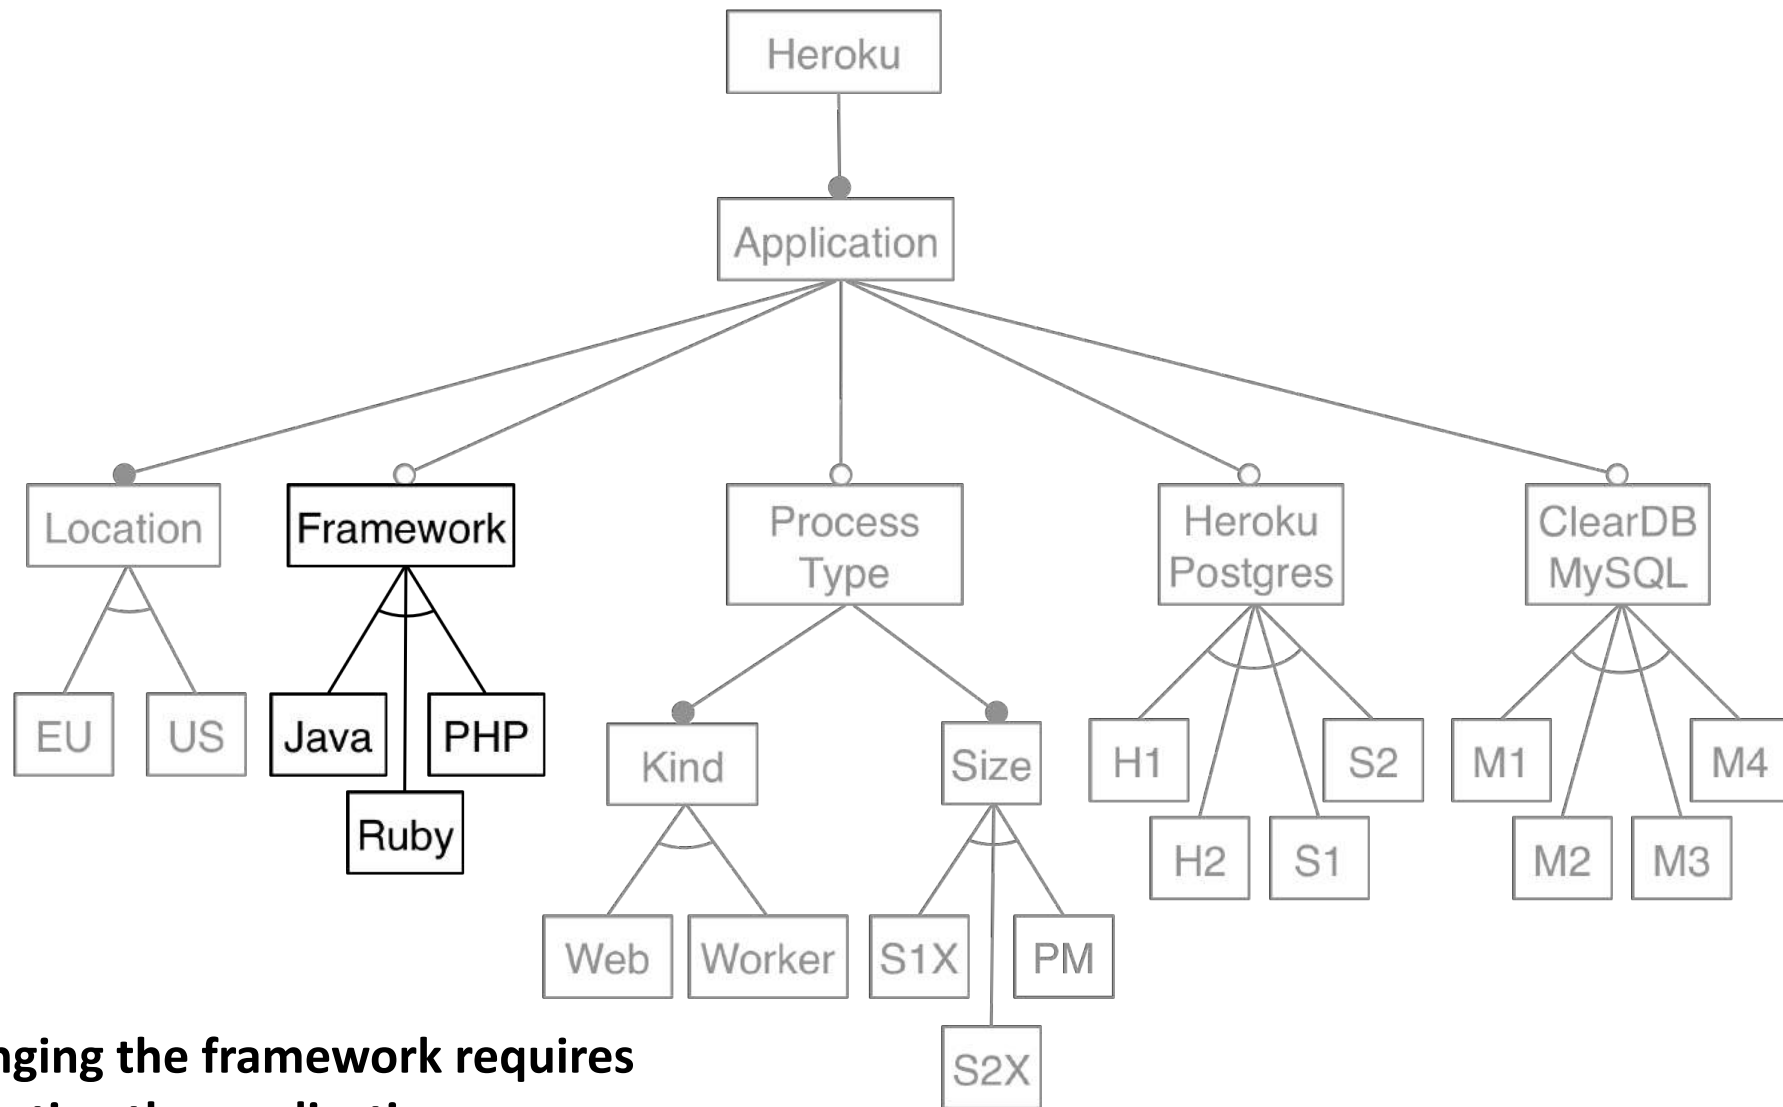 Heroku
Application
Location
Framework
Process
Type
Heroku
Postgres
ClearDB
MySQL
EU
US
Java
PHP
Ruby
Kind
Size
H1
S2
M1
M4
H2
S1
M2
M3
Web
Worker
S1X
PM
S2X
nging the framework requires